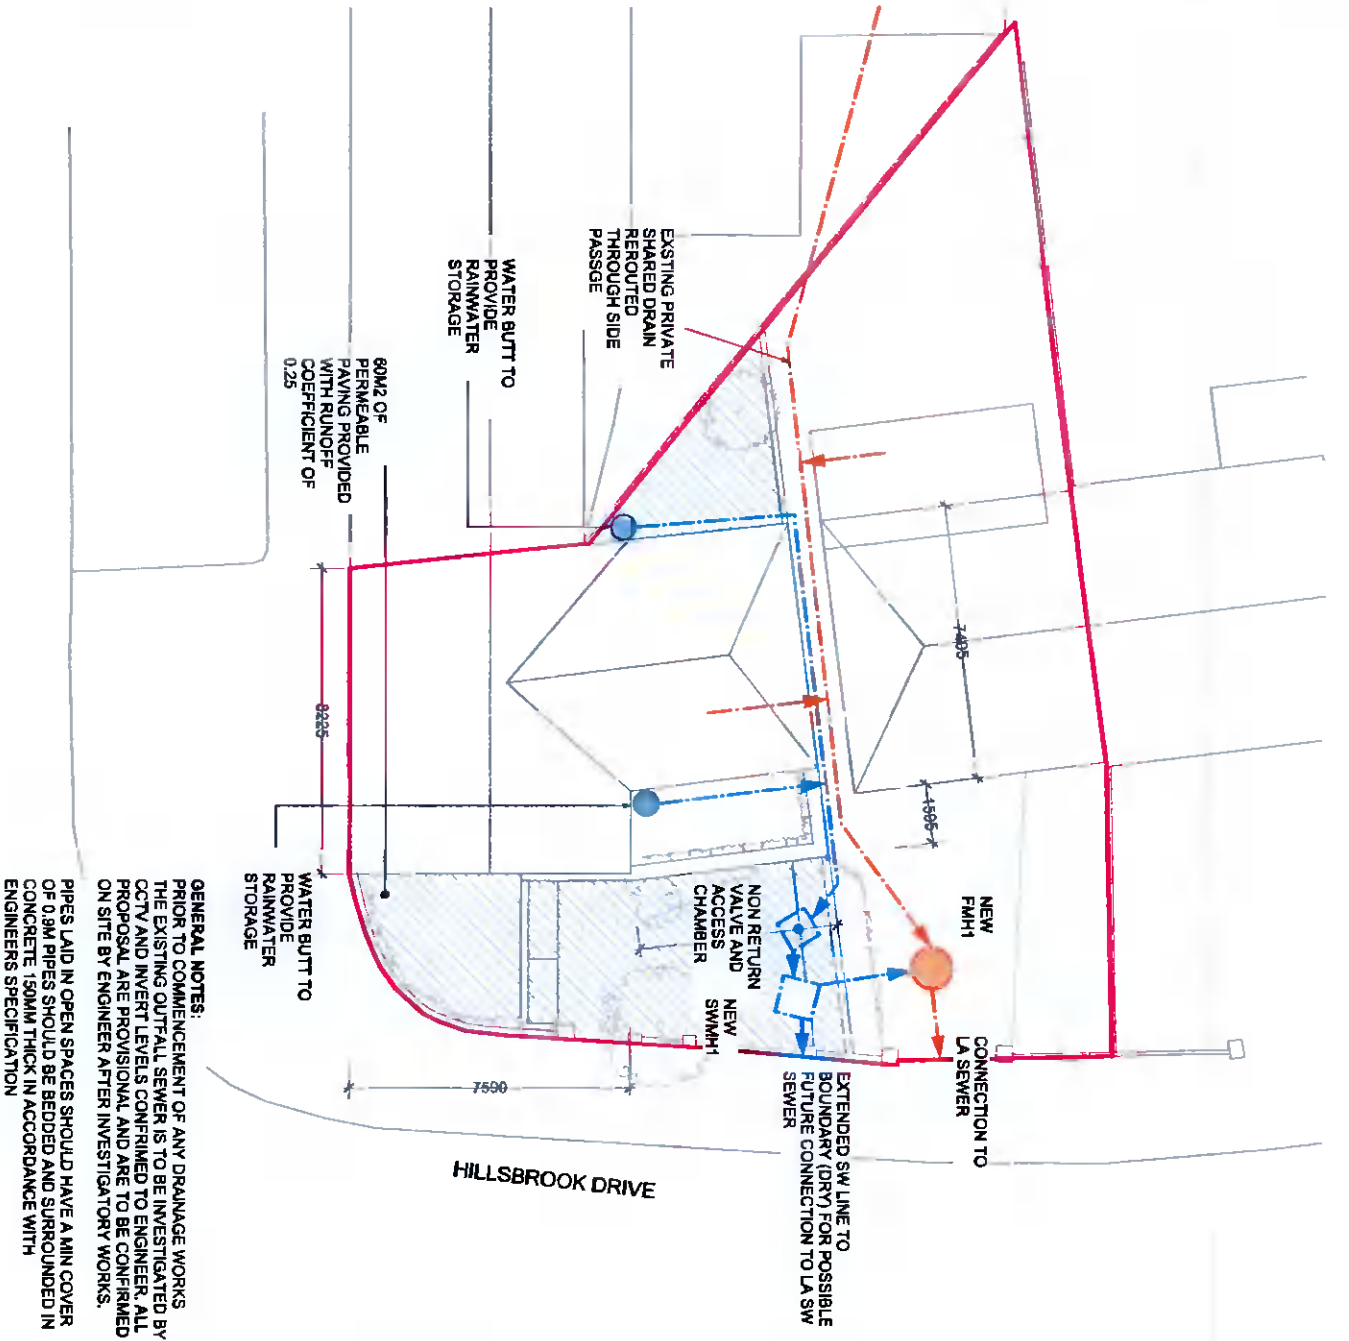 EXSTING PRIVATE
SHARED DRAIN
REROUTED
THROUGH SIDE
PASSGE
WATER BUTT TO
PROVIDE
RAINWATER
STORAGE
60M2 OF
PERMEABLE
PAVING PROVIDED
WITH RUNOFF
COEFFICIENT OF
0.25
7405
1595
8225
NEW
FMH1
NON RETURN
VALVE AND
ACCESS
CHAMBER
NEW
SWMH1
CONNECTION TO
LA SEWER
EXTENDED SW LINE TO
BOUNDARY (DRY) FOR POSSIBLE
FUTURE CONNECTION TO LA SW
SEWER
WATER BUTT TO
PROVIDE
RAINWATER
STORAGE
7590
HILLSBROOK DRIVE
GENERAL NOTES:
PRIOR TO COMMENCEMENT OF ANY DRAINAGE WORKS
THE EXISTING OUTFALL SEWER IS TO BE INVESTIGATED BY
CCTV AND INVERT LEVELS CONFRIMED TO ENGINEER. ALL
PROPOSAL ARE PROVISIONAL AND ARE TO BE CONFIRMED
ON SITE BY ENGINEER AFTER INVESTIGATORY WORKS.
PIPES LAID IN OPEN SPACES SHOULD HAVE A MIN COVER
OF 0.9M PIPES SHOULD BE BEDDED AND SURROUNDED IN
CONCRETE 150MM THICK IN ACCORDANCE WITH
ENGINEERS SPECIFICATION